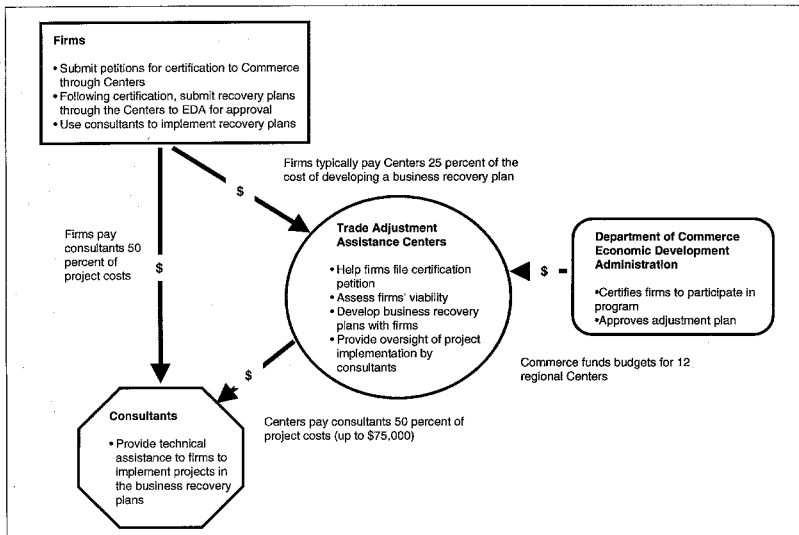 Firms
• Submit petitions for certification to Commerce
through Centers
• Following certification, submit recovery plans
through the Centers to EDA for approval
• Use consultants to implement recovery plans
Firms typically pay Centers 25 percent of the
cost of developing a business recovery plan
$
Firms pay
consultants 50
percent of
project costs
$
Trade Adjustment
Assistance Centers
• Help firms file certification
petition
• Assess firms' viability
• Develop business recovery
plans with firms
• Provide oversight of project
implementation by
consultants
$
Department of Commerce
Economic Development
Administration
•Certifies firms to participate in
program
•Approves adjustment plan
Commerce funds budgets for 12
regional Centers
$
Centers pay consultants 50 percent of
project costs (up to $75,000)
Consultants
• Provide technical
assistance to firms to
implement projects in
the business recovery
plans